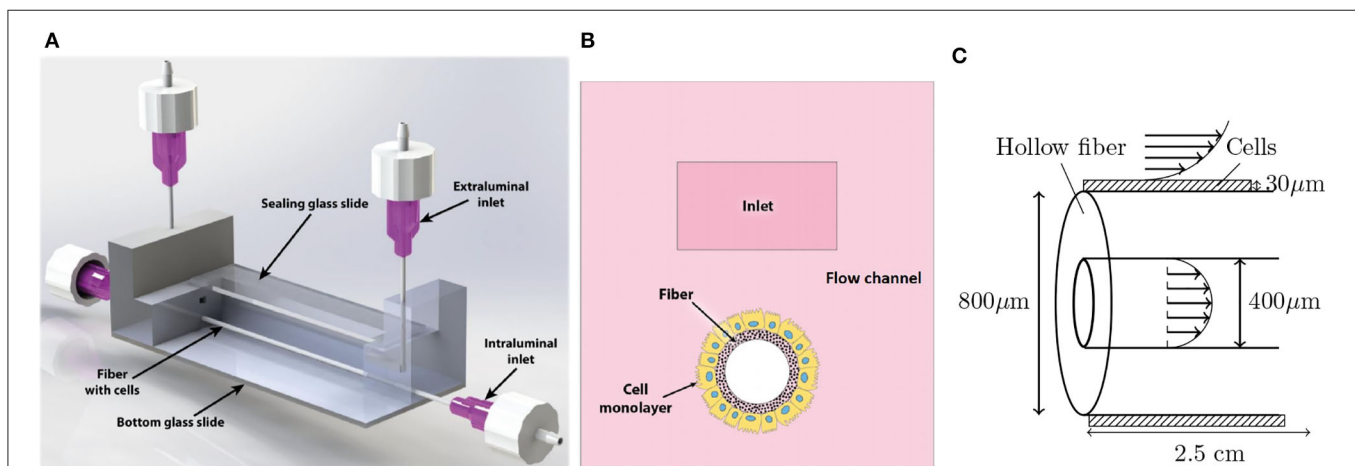 A
Extraluminal
inlet
Sealing glass slide
Intraluminal
inlet
Fiber
with cells
Bottom glass slide
B
Inlet
Flow channel
Fiber
Cell
monolayer
C
Hollow fiber
Cells
30μm
800μm
400μm
2.5 cm